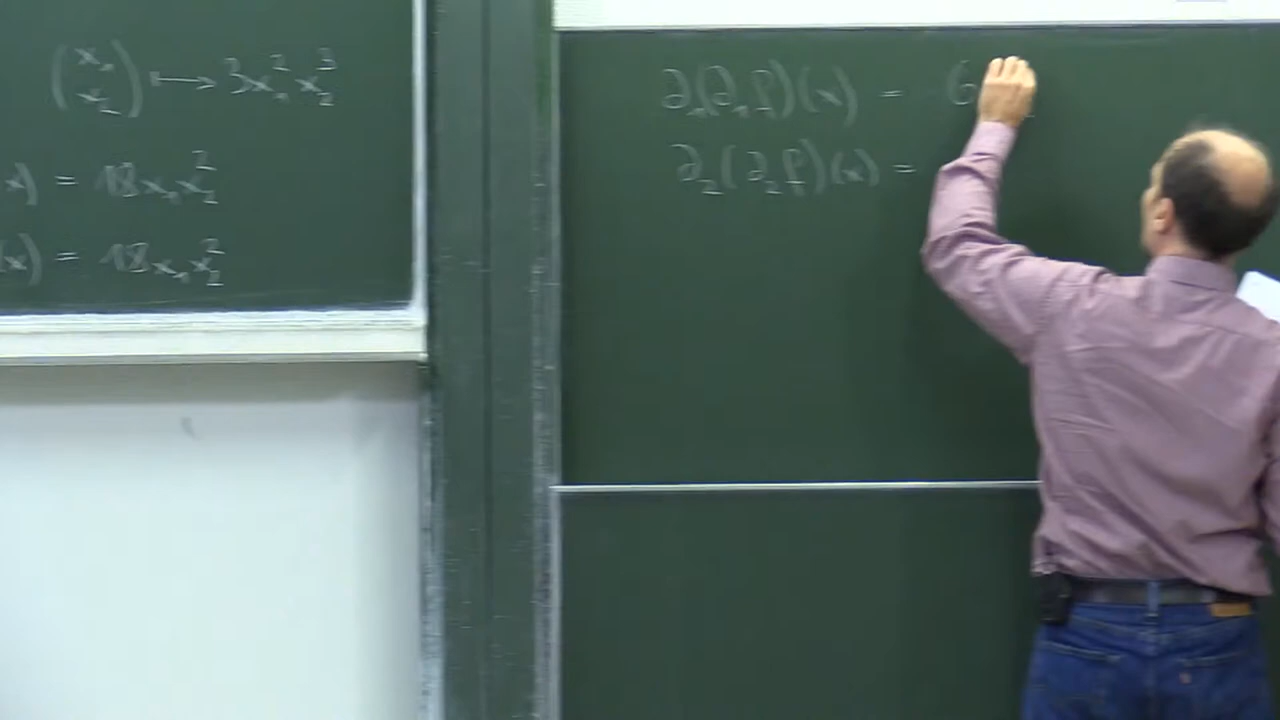 (x₁ x₂) ↦ 3x₁²x₂³
x) = 18x₁x₂²
(x) = 18x₁x₂²
∂₁(∂₁f)(x) = 6
∂₂(∂₂f)(x) =